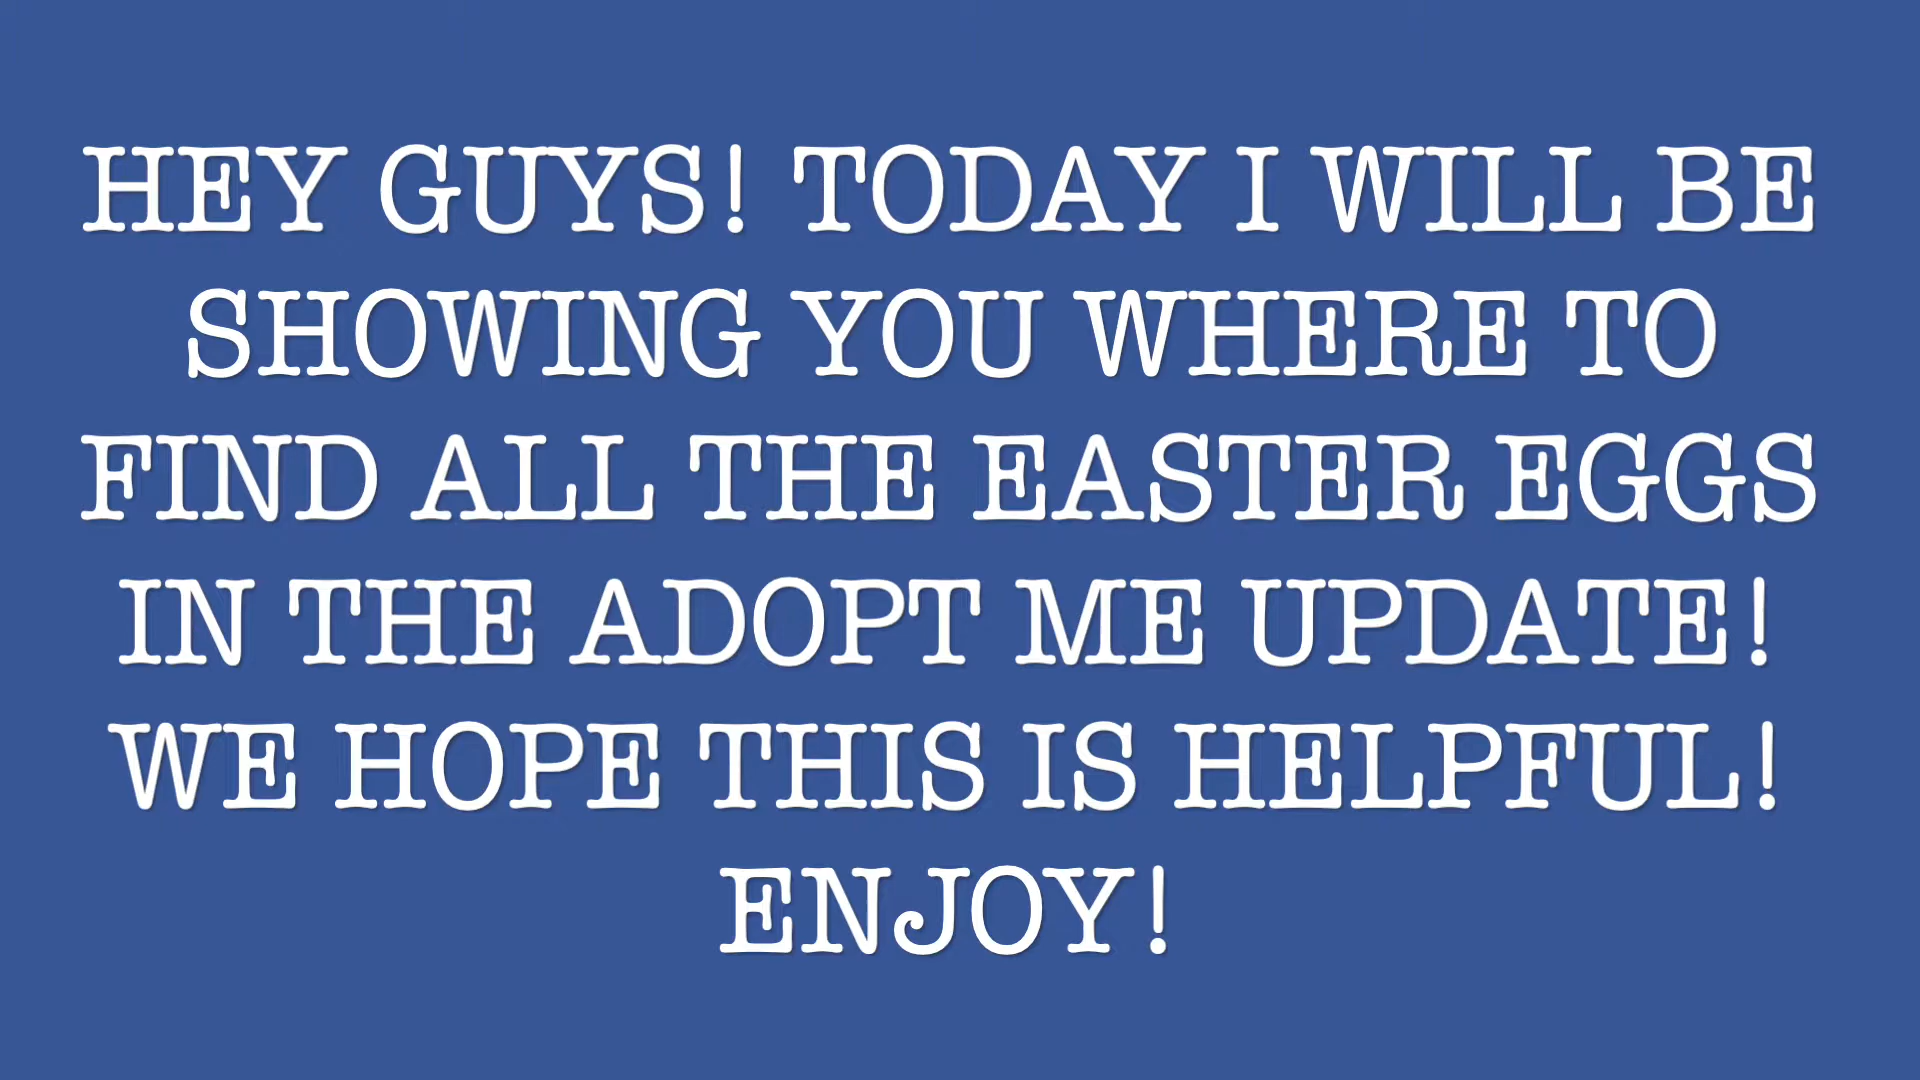 HEY GUYS! TODAY I WILL BE
SHOWING YOU WHERE TO
FIND ALL THE EASTER EGGS
IN THE ADOPT ME UPDATE!
WE HOPE THIS IS HELPFUL!
ENJOY!